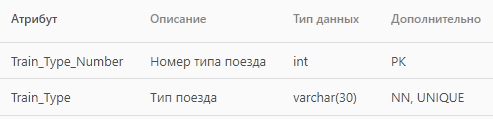 Атрибут Описание Тип данных Дополнительно
Train_Type_Number Номер типа поезда int PK
Train_Type Тип поезда varchar(30) NN, UNIQUE